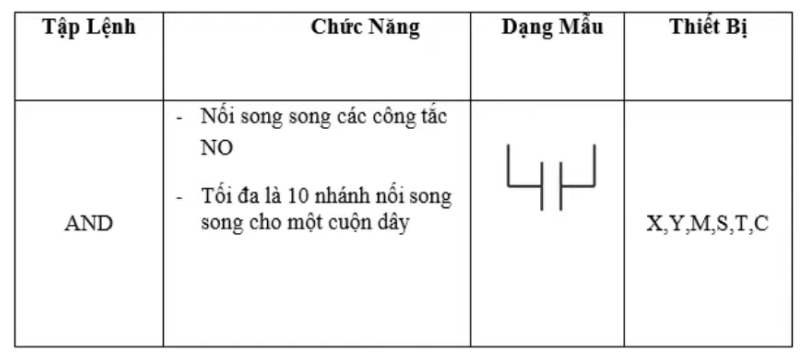 Tập Lệnh Chức Năng Dạng Mẫu Thiết Bị
- Nối song song các công tắc
NO
- Tối đa là 10 nhánh nối song
song cho một cuộn dây
AND
X,Y,M,S,T,C